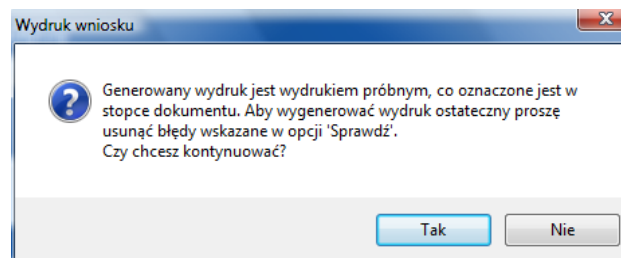 Wydruk wniosku
Generowany wydruk jest wydrukiem próbnym, co oznaczone jest w
stopce dokumentu. Aby wygenerować wydruk ostateczny proszę
usunąć błędy wskazane w opcji 'Sprawdź'.
Czy chcesz kontynuować?
Tak
Nie